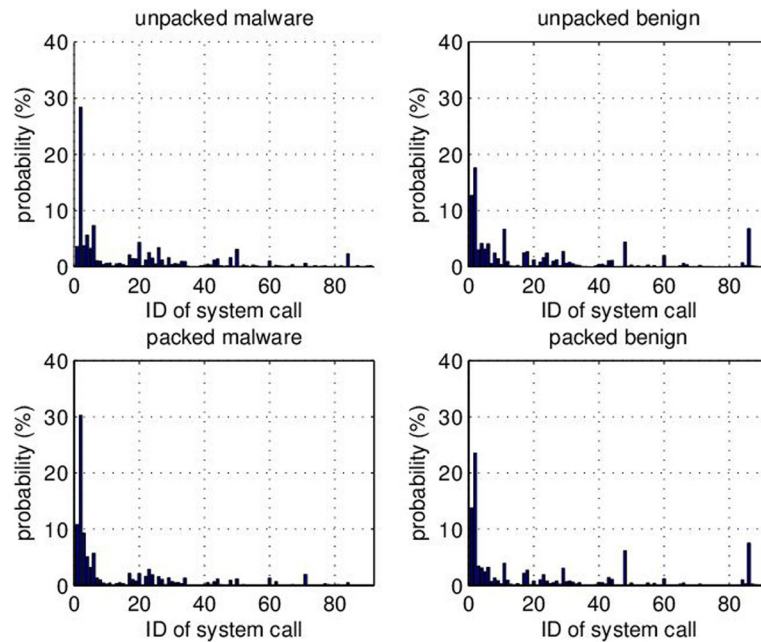 unpacked malware
40
30
20
10
0
probability (%)
0 20 40 60 80
ID of system call
unpacked benign
40
30
20
10
0
probability (%)
0 20 40 60 80
ID of system call
packed malware
40
30
20
10
0
probability (%)
0 20 40 60 80
ID of system call
packed benign
40
30
20
10
0
probability (%)
0 20 40 60 80
ID of system call